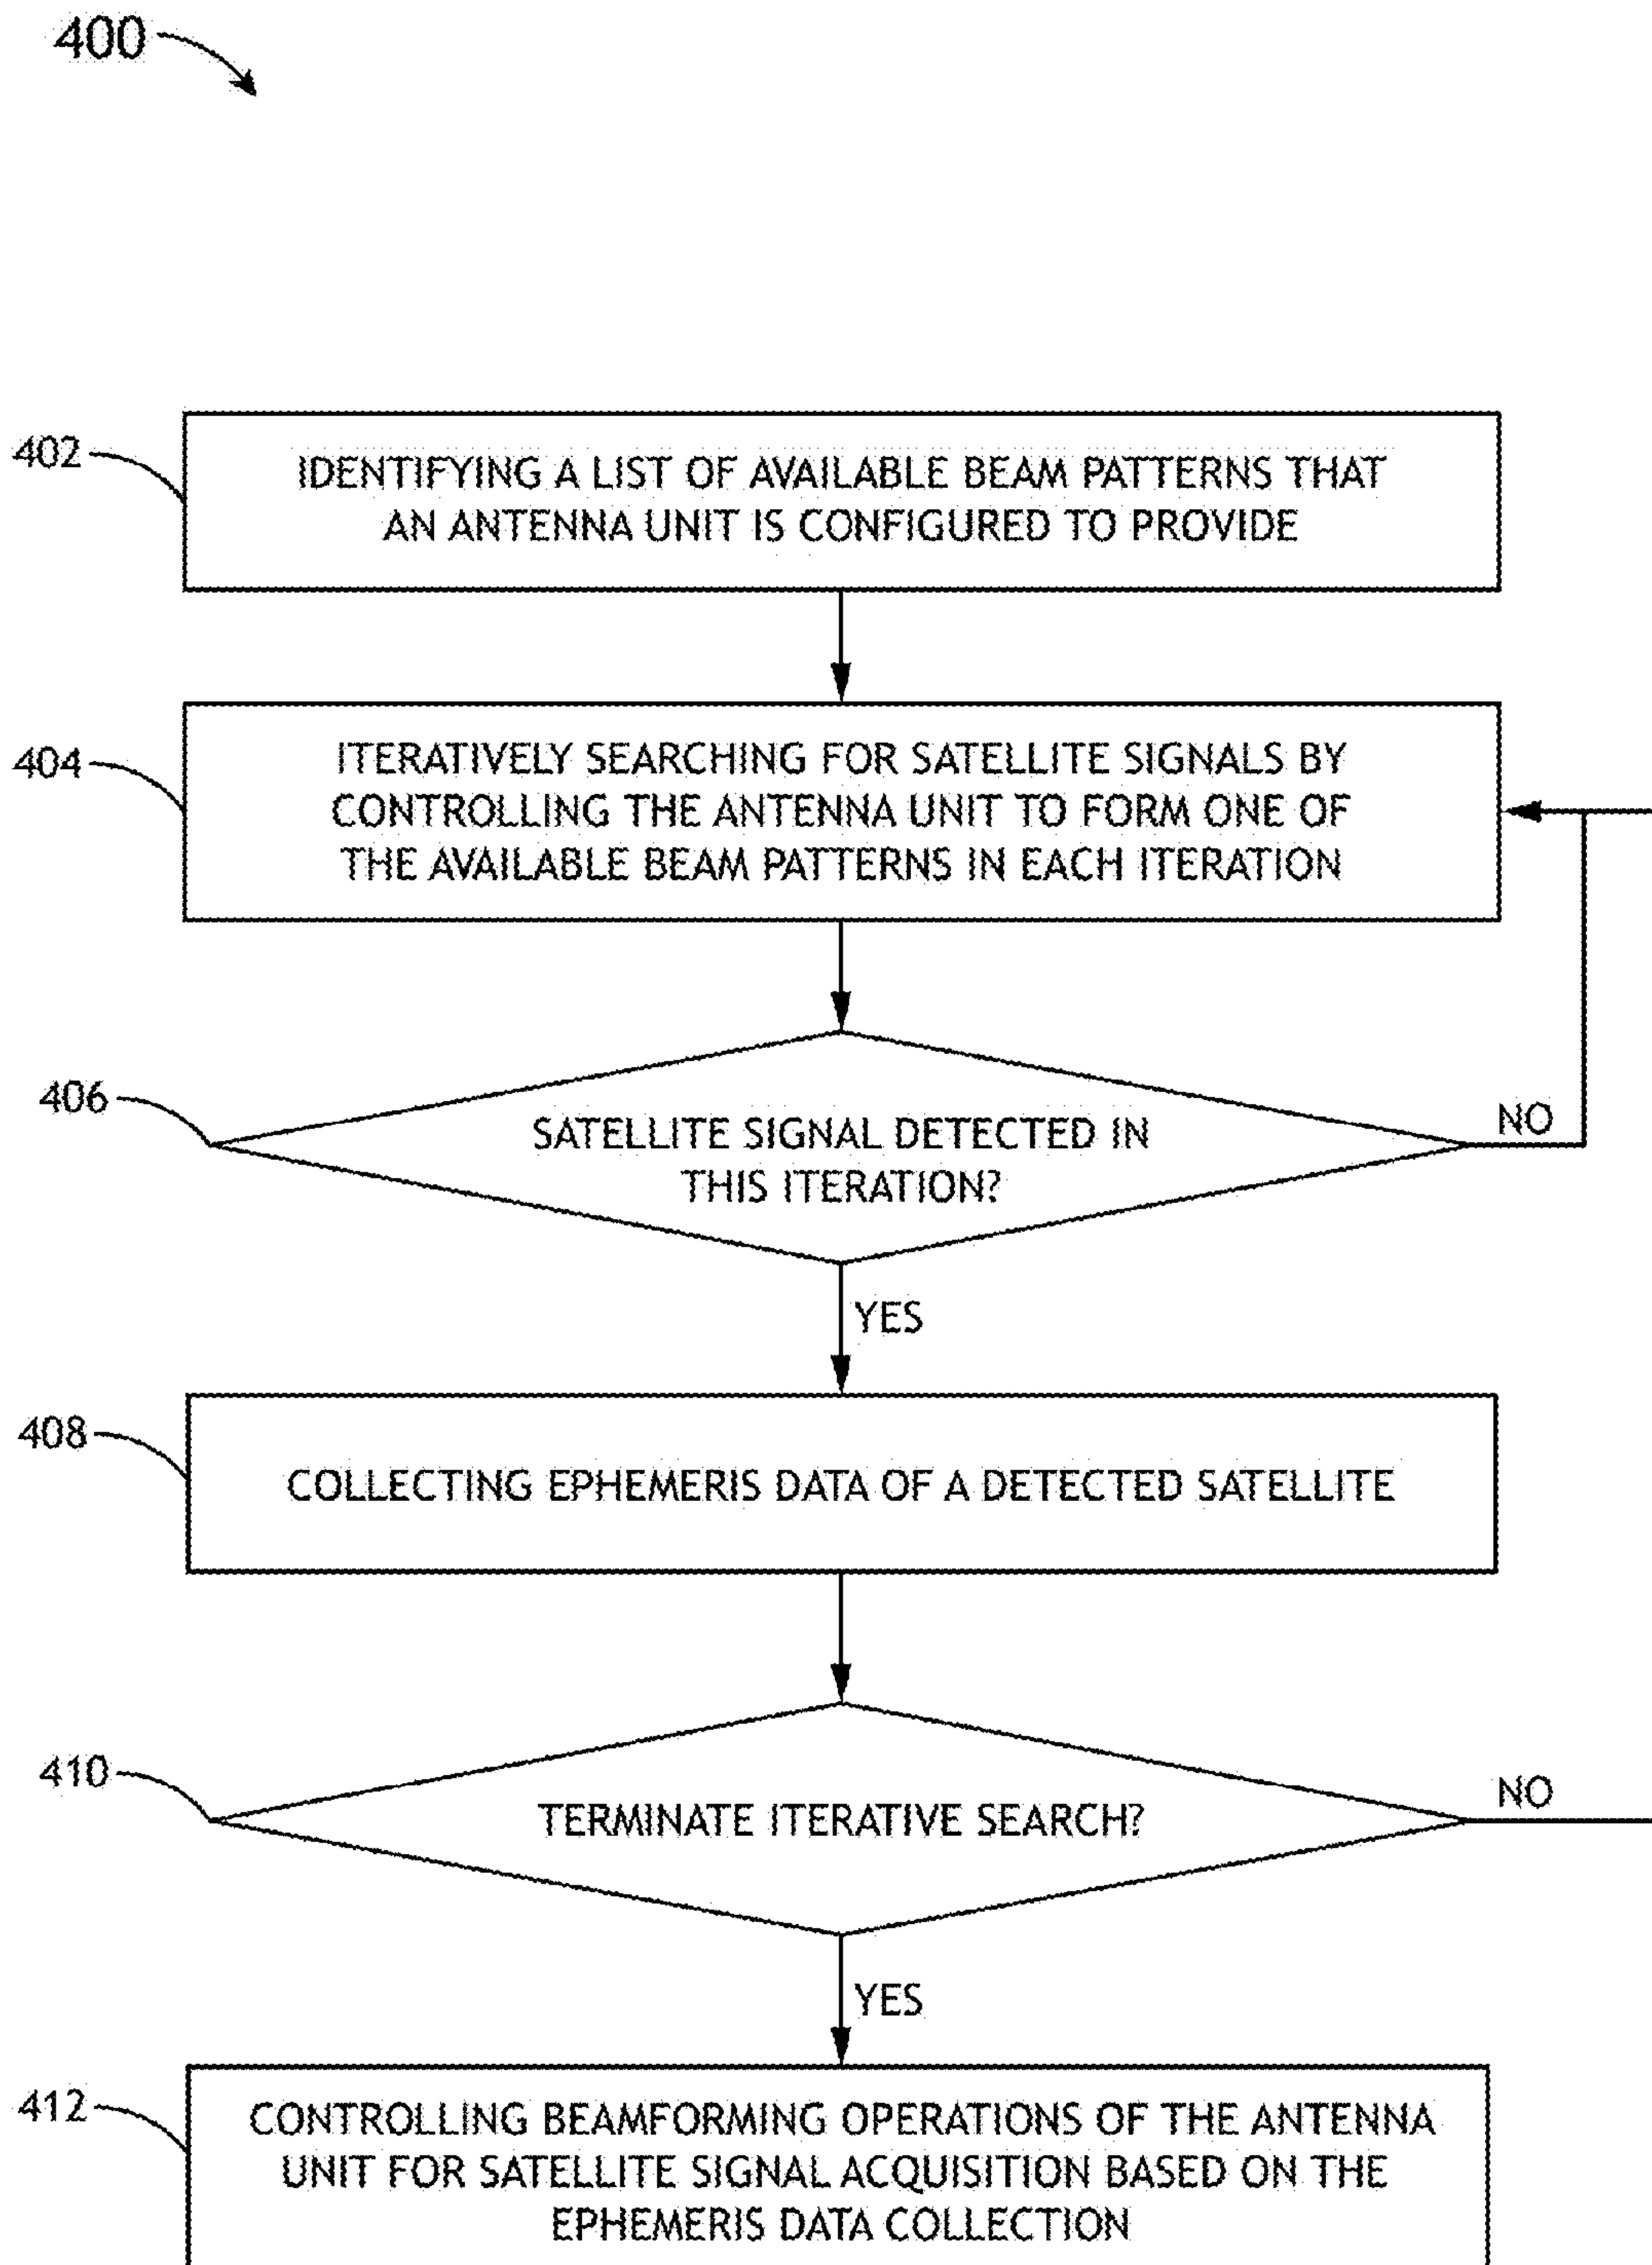 400
402
IDENTIFYING A LIST OF AVAILABLE BEAM PATTERNS THAT
AN ANTENNA UNIT IS CONFIGURED TO PROVIDE
404
ITERATIVELY SEARCHING FOR SATELLITE SIGNALS BY
CONTROLLING THE ANTENNA UNIT TO FORM ONE OF
THE AVAILABLE BEAM PATTERNS IN EACH ITERATION
406
SATELLITE SIGNAL DETECTED IN
THIS ITERATION?
NO
YES
408
COLLECTING EPHEMERIS DATA OF A DETECTED SATELLITE
410
TERMINATE ITERATIVE SEARCH?
NO
YES
412
CONTROLLING BEAMFORMING OPERATIONS OF THE ANTENNA
UNIT FOR SATELLITE SIGNAL ACQUISITION BASED ON THE
EPHEMERIS DATA COLLECTION